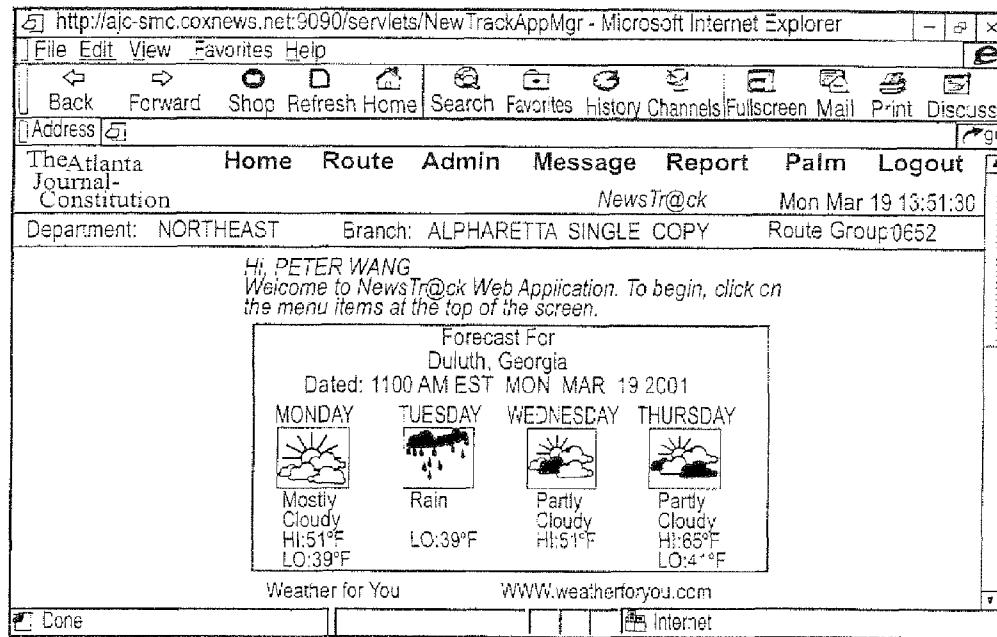 http://ajc-smc.coxnews.net:9090/servlets/NewTrackAppMgr - Microsoft Internet Explorer
File Edit View Favorites Help
Back Forward Shop Refresh Home Search Favorites History Channels Fullscreen Mail Print Discuss
Address
The Atlanta Journal-Constitution
Home Route Admin Message Report Palm Logout
NewsTr@ck Mon Mar 19 13:51:30
Department: NORTHEAST Branch: ALPHARETTA SINGLE COPY Route Group:0652
Hi, PETER WANG
Welcome to NewsTr@ck Web Application. To begin, click on
the menu items at the top of the screen.
Forecast For
Duluth, Georgia
Dated: 1100 AM EST MON MAR 19 2001
MONDAY TUESDAY WEDNESDAY THURSDAY
Mostly Rain Partly Partly
Cloudy Cloudy Cloudy
HI:51°F LO:39°F HI:51°F HI:65°F
LO:39°F LO:41°F
Weather for You WWW.weatherforyou.com
Done Internet